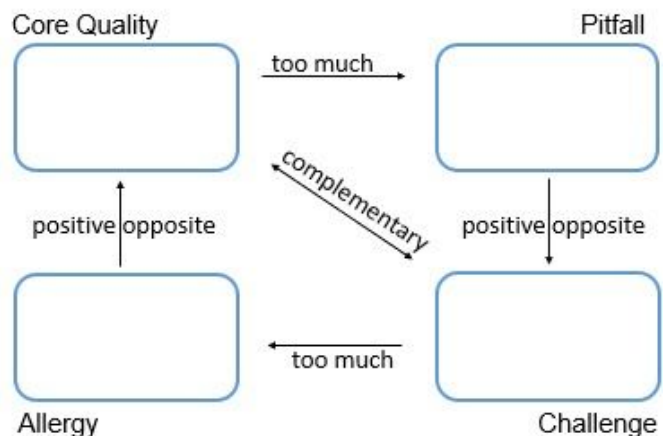 Core Quality
Pitfall
too much
complementary
positive opposite
positive opposite
too much
Allergy
Challenge